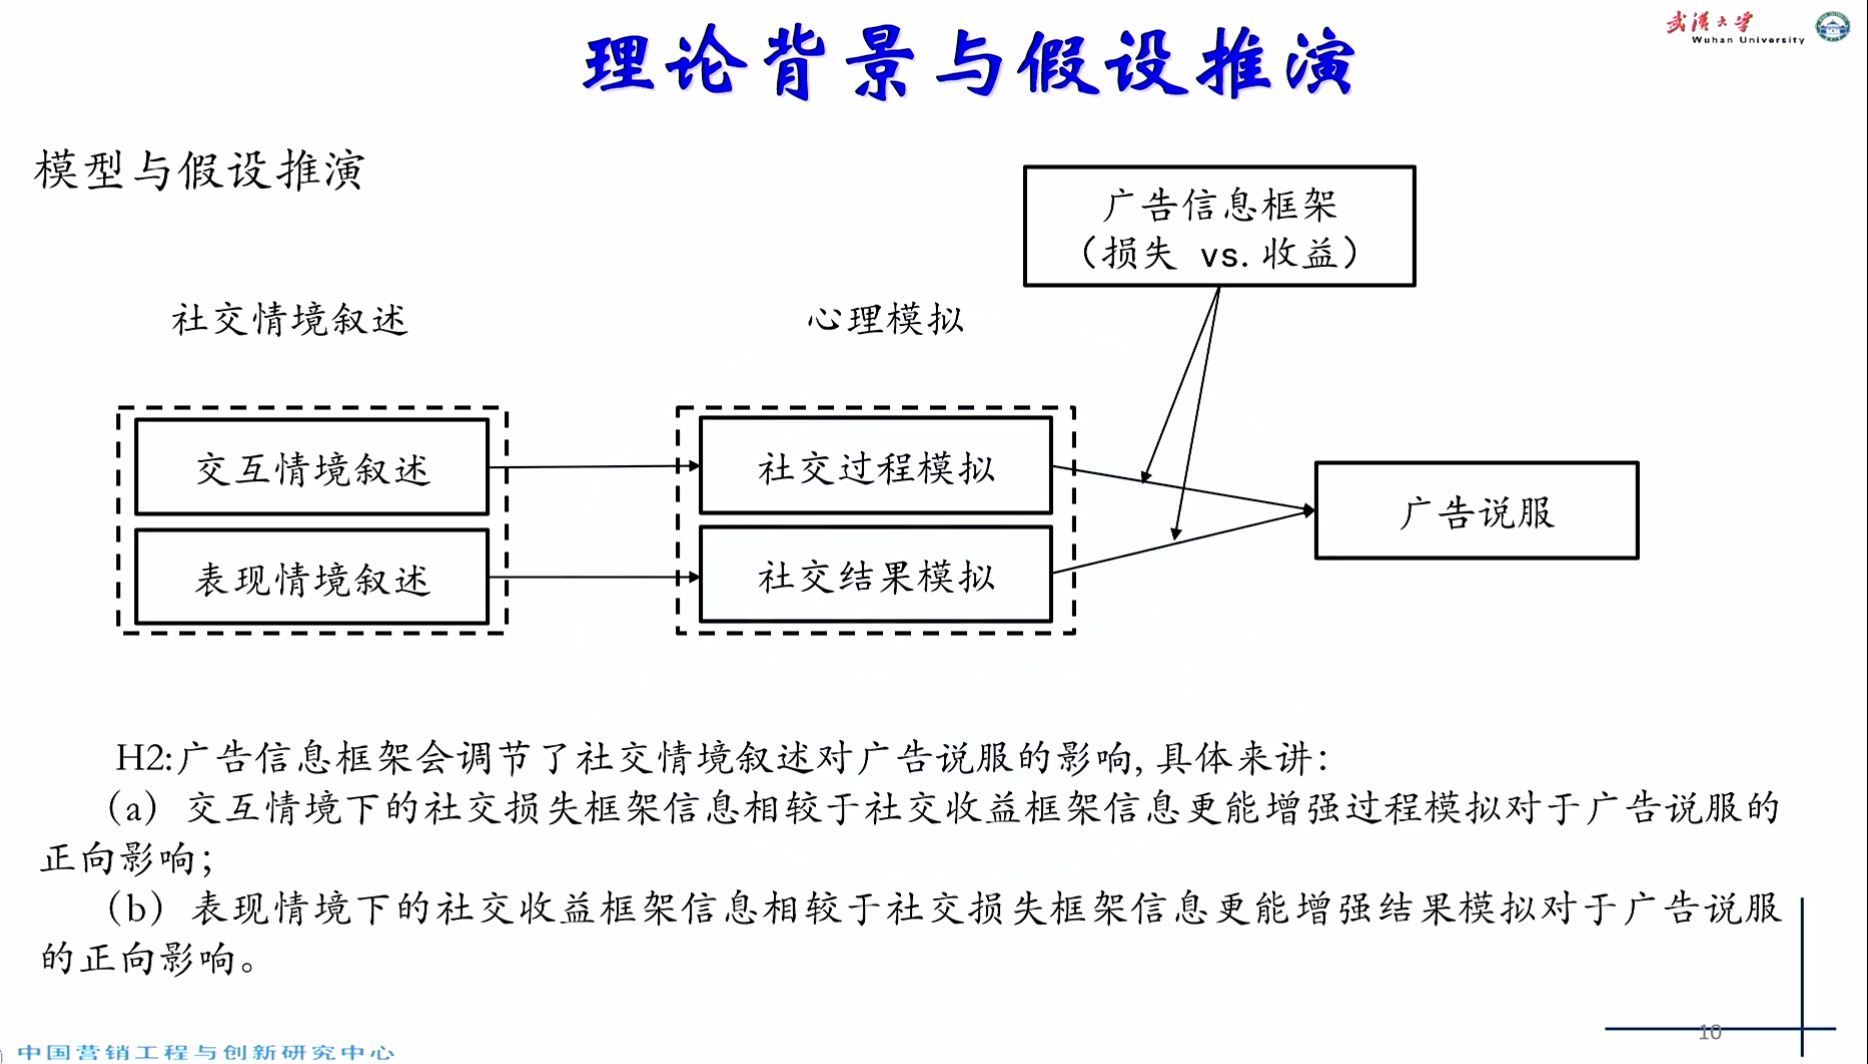 武汉大学
Wuhan University
理论背景与假设推演
模型与假设推演
广告信息框架
（损失 vs. 收益）
社交情境叙述
心理模拟
交互情境叙述
社交过程模拟
广告说服
表现情境叙述
社交结果模拟
H2:广告信息框架会调节了社交情境叙述对广告说服的影响, 具体来讲:
（a）交互情境下的社交损失框架信息相较于社交收益框架信息更能增强过程模拟对于广告说服的
正向影响;
（b）表现情境下的社交收益框架信息相较于社交损失框架信息更能增强结果模拟对于广告说服
的正向影响。
10
中国营销工程与创新研究中心